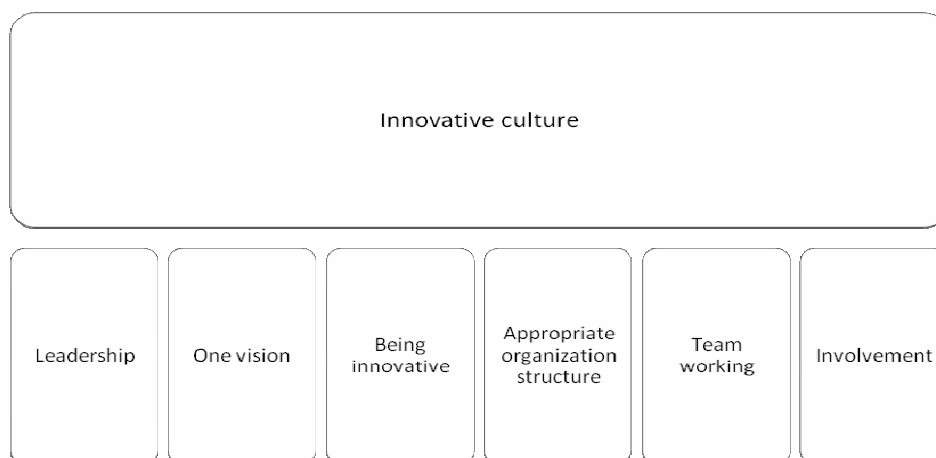 Innovative culture
Leadership
One vision
Being
innovative
Appropriate
organization
structure
Team
working
Involvement